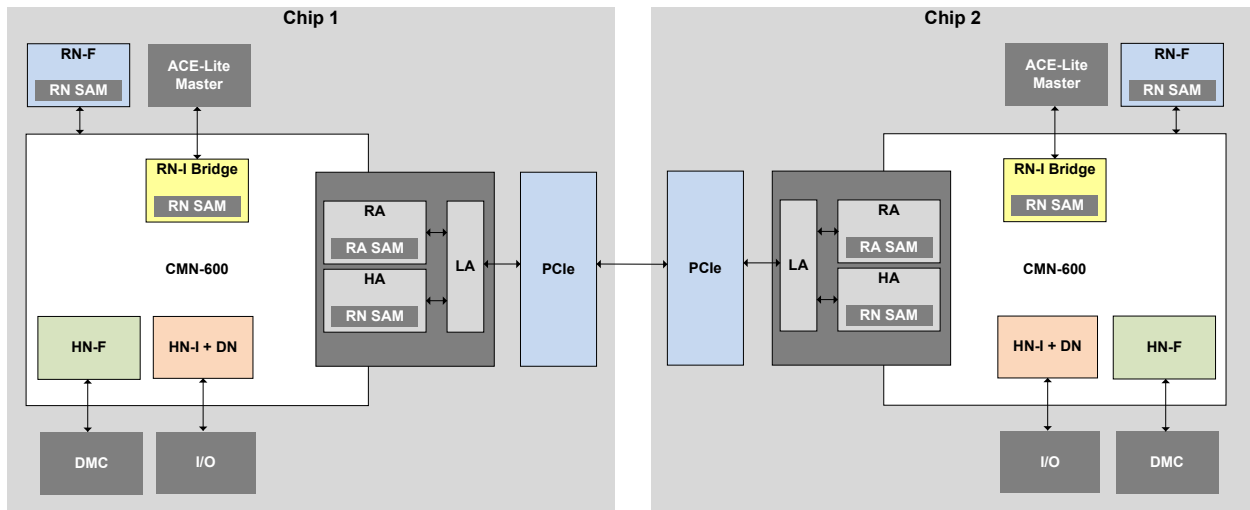 Chip 1
RN-F
RN SAM
ACE-Lite
Master
RN-I Bridge
RN SAM
CMN-600
RA
RA SAM
HA
RN SAM
LA
PCIe
HN-F
HN-I + DN
DMC
I/O
Chip 2
ACE-Lite
Master
RN-F
RN SAM
RN-I Bridge
RN SAM
PCIe
LA
RA
RA SAM
HA
RN SAM
CMN-600
HN-I + DN
HN-F
I/O
DMC